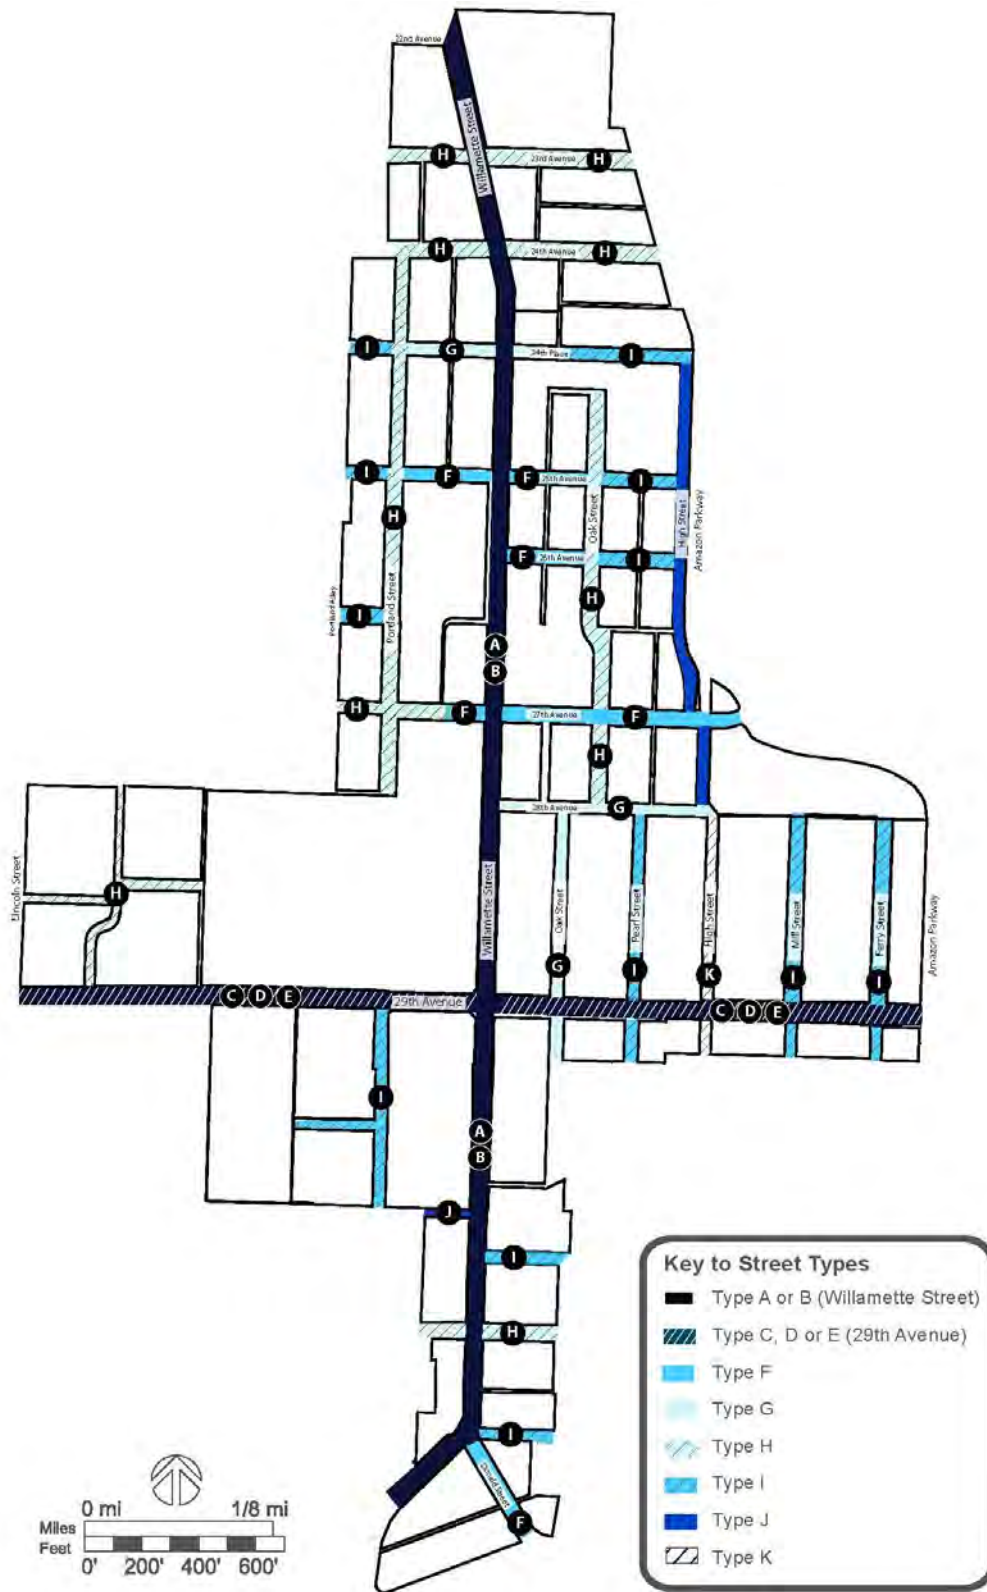 22nd Avenue
Willamette Street
H
23rd Avenue
H
H
24th Avenue
H
I
G
24th Place
I
I
F
F
25th Avenue
I
H
Oak Street
High Street
Amazon Parkway
F
26th Avenue
I
Portland Alley
I
Portland Street
H
A
B
H
F
27th Avenue
F
H
28th Avenue
G
Lincoln Street
H
Willamette Street
Oak Street
Pearl Street
High Street
Mill Street
Ferry Street
Amazon Parkway
G
I
K
I
I
C D E
29th Avenue
C D E
I
A
B
J
I
H
I
Donald Street
F
Key to Street Types
Type A or B (Willamette Street)
Type C, D or E (29th Avenue)
Type F
Type G
Type H
Type I
Type J
Type K
0 mi 1/8 mi
Miles
Feet
0' 200' 400' 600'